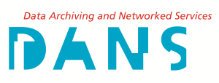 Data Archiving and Networked Services
DANS